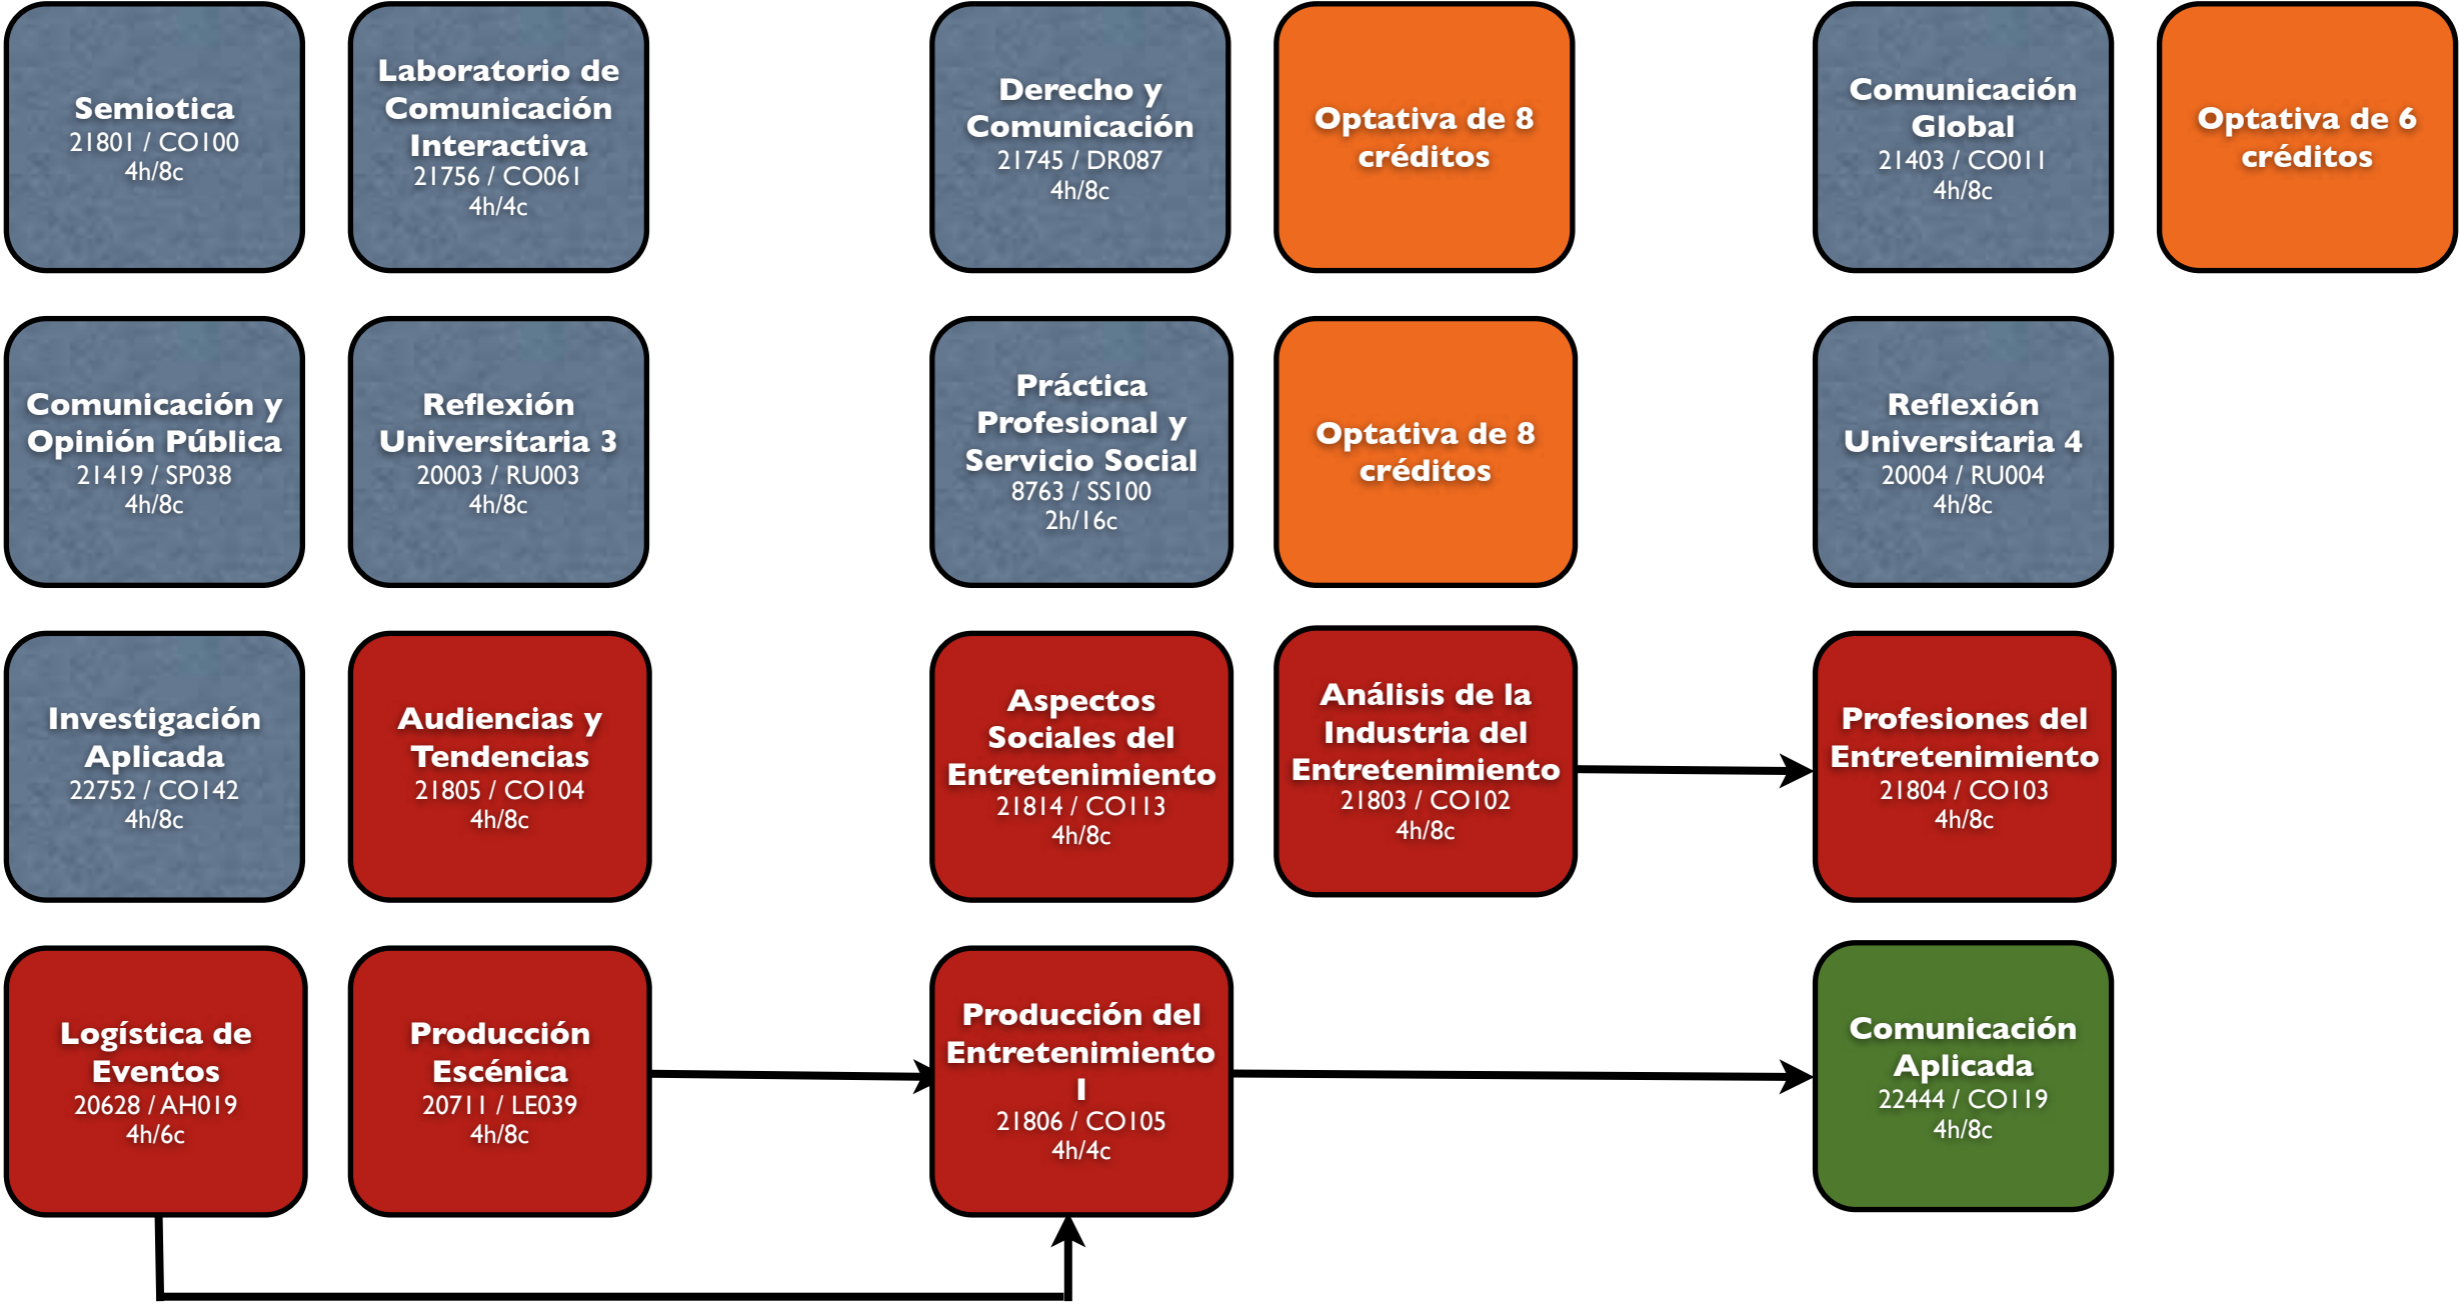 Semiotica
21801 / CO100
4h/8c
Laboratorio de
Comunicación
Interactiva
21756 / CO061
4h/4c
Derecho y
Comunicación
21745 / DR087
4h/8c
Optativa de 8
créditos
Comunicación
Global
21403 / CO011
4h/8c
Optativa de 6
créditos
Comunicación y
Opinión Pública
21419 / SP038
4h/8c
Reflexión
Universitaria 3
20003 / RU003
4h/8c
Práctica
Profesional y
Servicio Social
8763 / SS100
2h/16c
Optativa de 8
créditos
Reflexión
Universitaria 4
20004 / RU004
4h/8c
Investigación
Aplicada
22752 / CO142
4h/8c
Audiencias y
Tendencias
21805 / CO104
4h/8c
Aspectos
Sociales del
Entretenimiento
21814 / CO113
4h/8c
Análisis de la
Industria del
Entretenimiento
21803 / CO102
4h/8c
Profesiones del
Entretenimiento
21804 / CO103
4h/8c
Logística de
Eventos
20628 / AH019
4h/6c
Producción
Escénica
20711 / LE039
4h/8c
Producción del
Entretenimiento
I
21806 / CO105
4h/4c
Comunicación
Aplicada
22444 / CO119
4h/8c